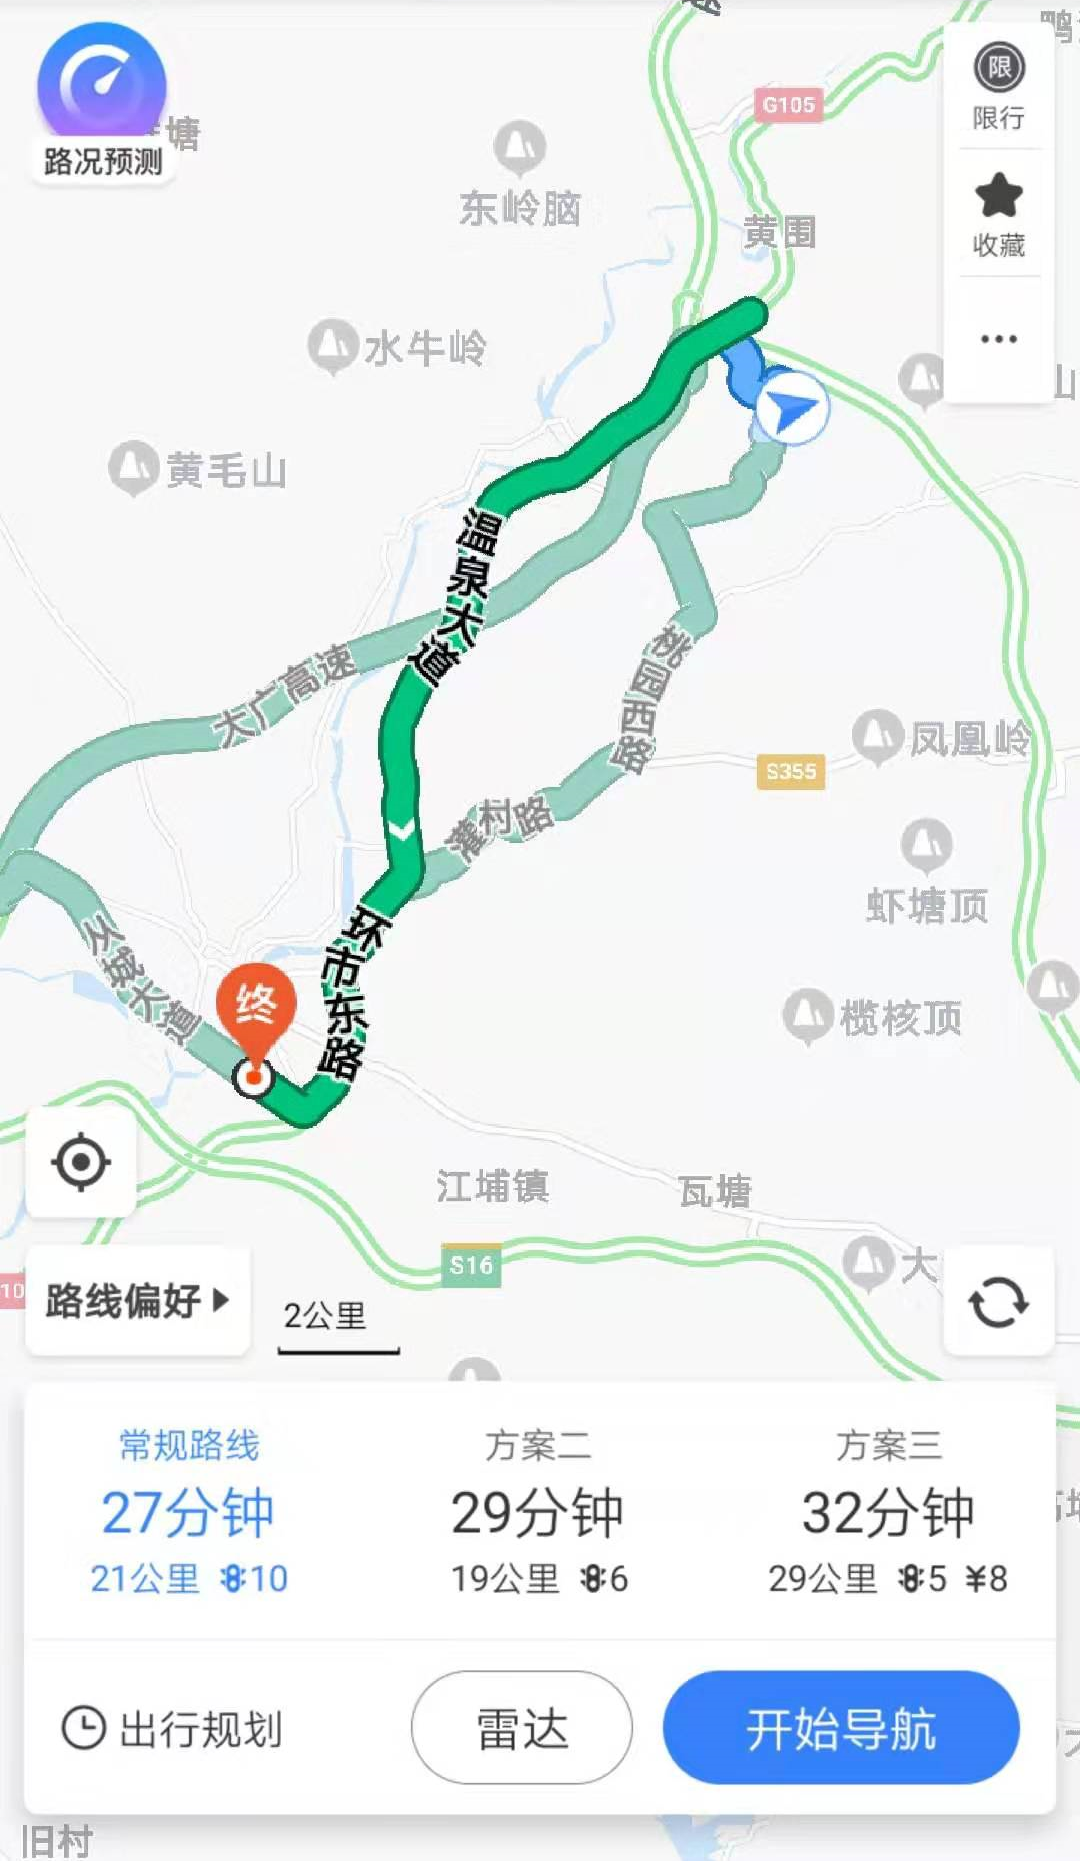 G105
限
限行
塘
路况预测
东岭脑
黄围
收藏
水牛岭
山
黄毛山
温泉大道
大广高速
桃园西路
凤凰岭
S355
灌村路
虾塘顶
环市东路
从城大道
终
榄核顶
江埔镇
瓦塘
大
S16
10
路线偏好
2公里
常规路线
方案二
方案三
27分钟
29分钟
32分钟
21公里 10
19公里 6
29公里 5 ¥8
出行规划
雷达
开始导航
旧村